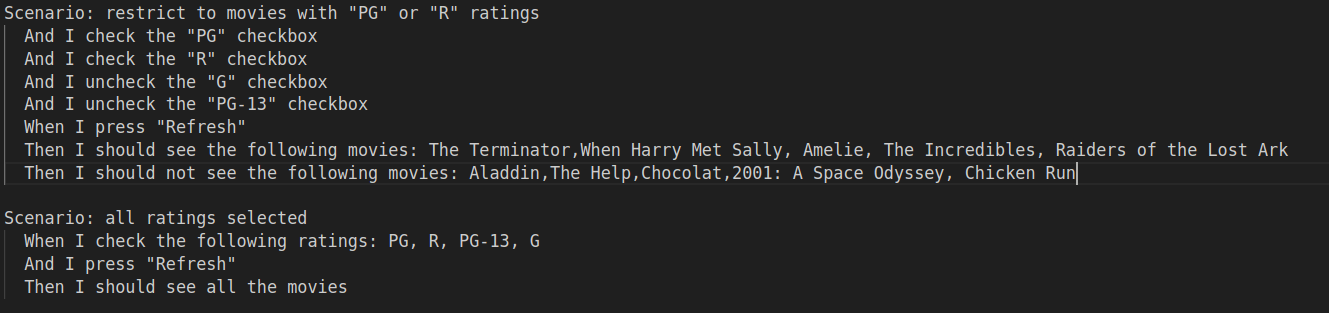 Scenario: restrict to movies with "PG" or "R" ratings
And I check the "PG" checkbox
And I check the "R" checkbox
And I uncheck the "G" checkbox
And I uncheck the "PG-13" checkbox
When I press "Refresh"
Then I should see the following movies: The Terminator,When Harry Met Sally, Amelie, The Incredibles, Raiders of the Lost Ark
Then I should not see the following movies: Aladdin,The Help,Chocolat,2001: A Space Odyssey, Chicken Run
Scenario: all ratings selected
When I check the following ratings: PG, R, PG-13, G
And I press "Refresh"
Then I should see all the movies